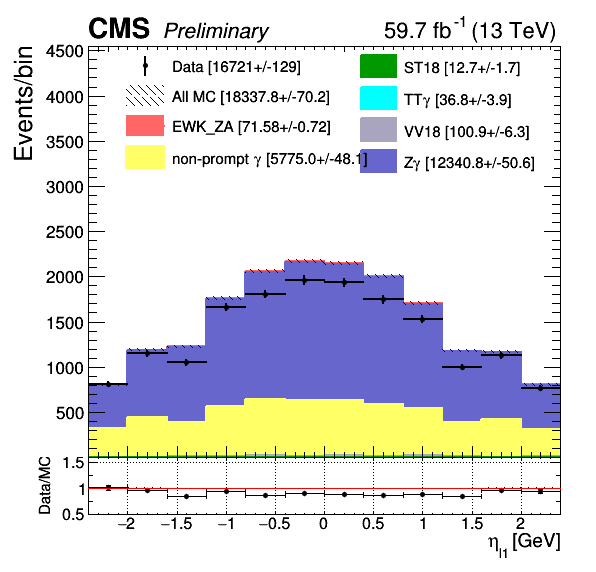 CMS Preliminary 59.7 fb⁻¹ (13 TeV)
Events/bin
4500
4000
3500
3000
2500
2000
1500
1000
500
Data [16721+/-129]
All MC [18337.8+/-70.2]
EWK_ZA [71.58+/-0.72]
non-prompt γ [5775.0+/-48.1]
ST18 [12.7+/-1.7]
TTγ [36.8+/-3.9]
VV18 [100.9+/-6.3]
Zγ [12340.8+/-50.6]
Data/MC
1.5
1
0.5
−2 −1.5 −1 −0.5 0 0.5 1 1.5 2
η_l1 [GeV]